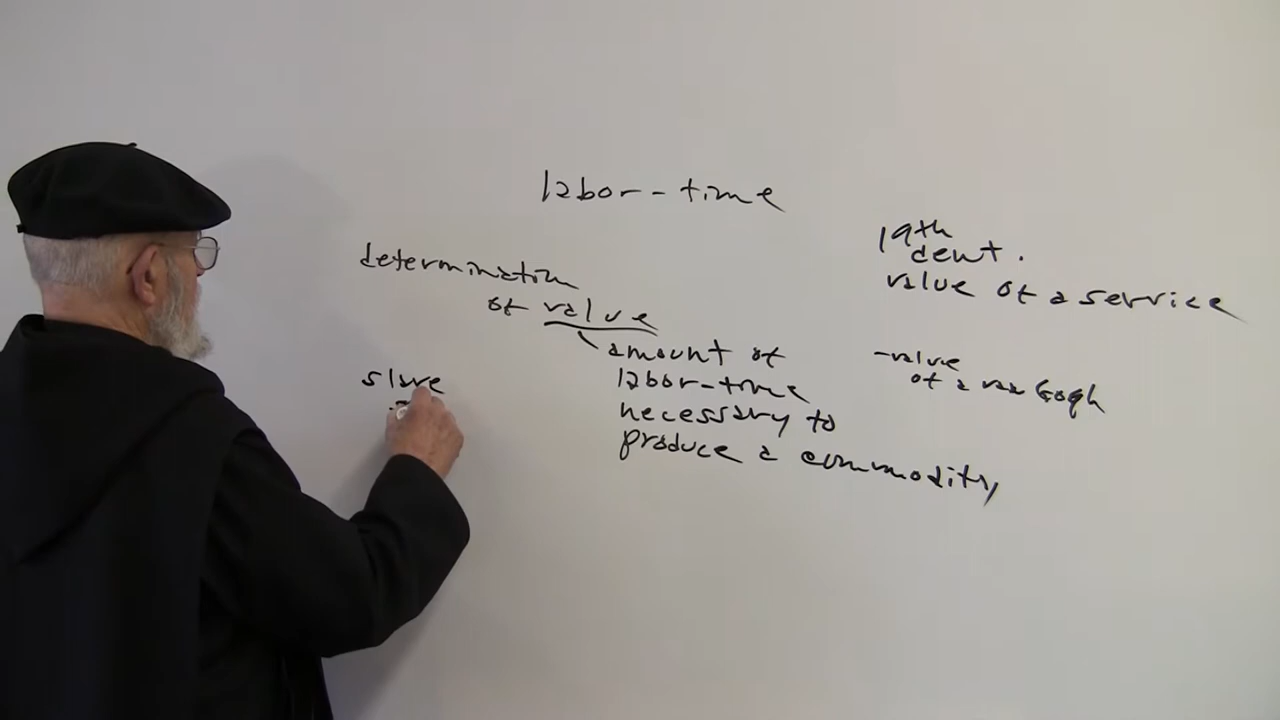 labor-time
determination
of value
amount of
labor-time
necessary to
produce a commodity
slave
19th
cent.
value of a service
-value
of a van Gogh